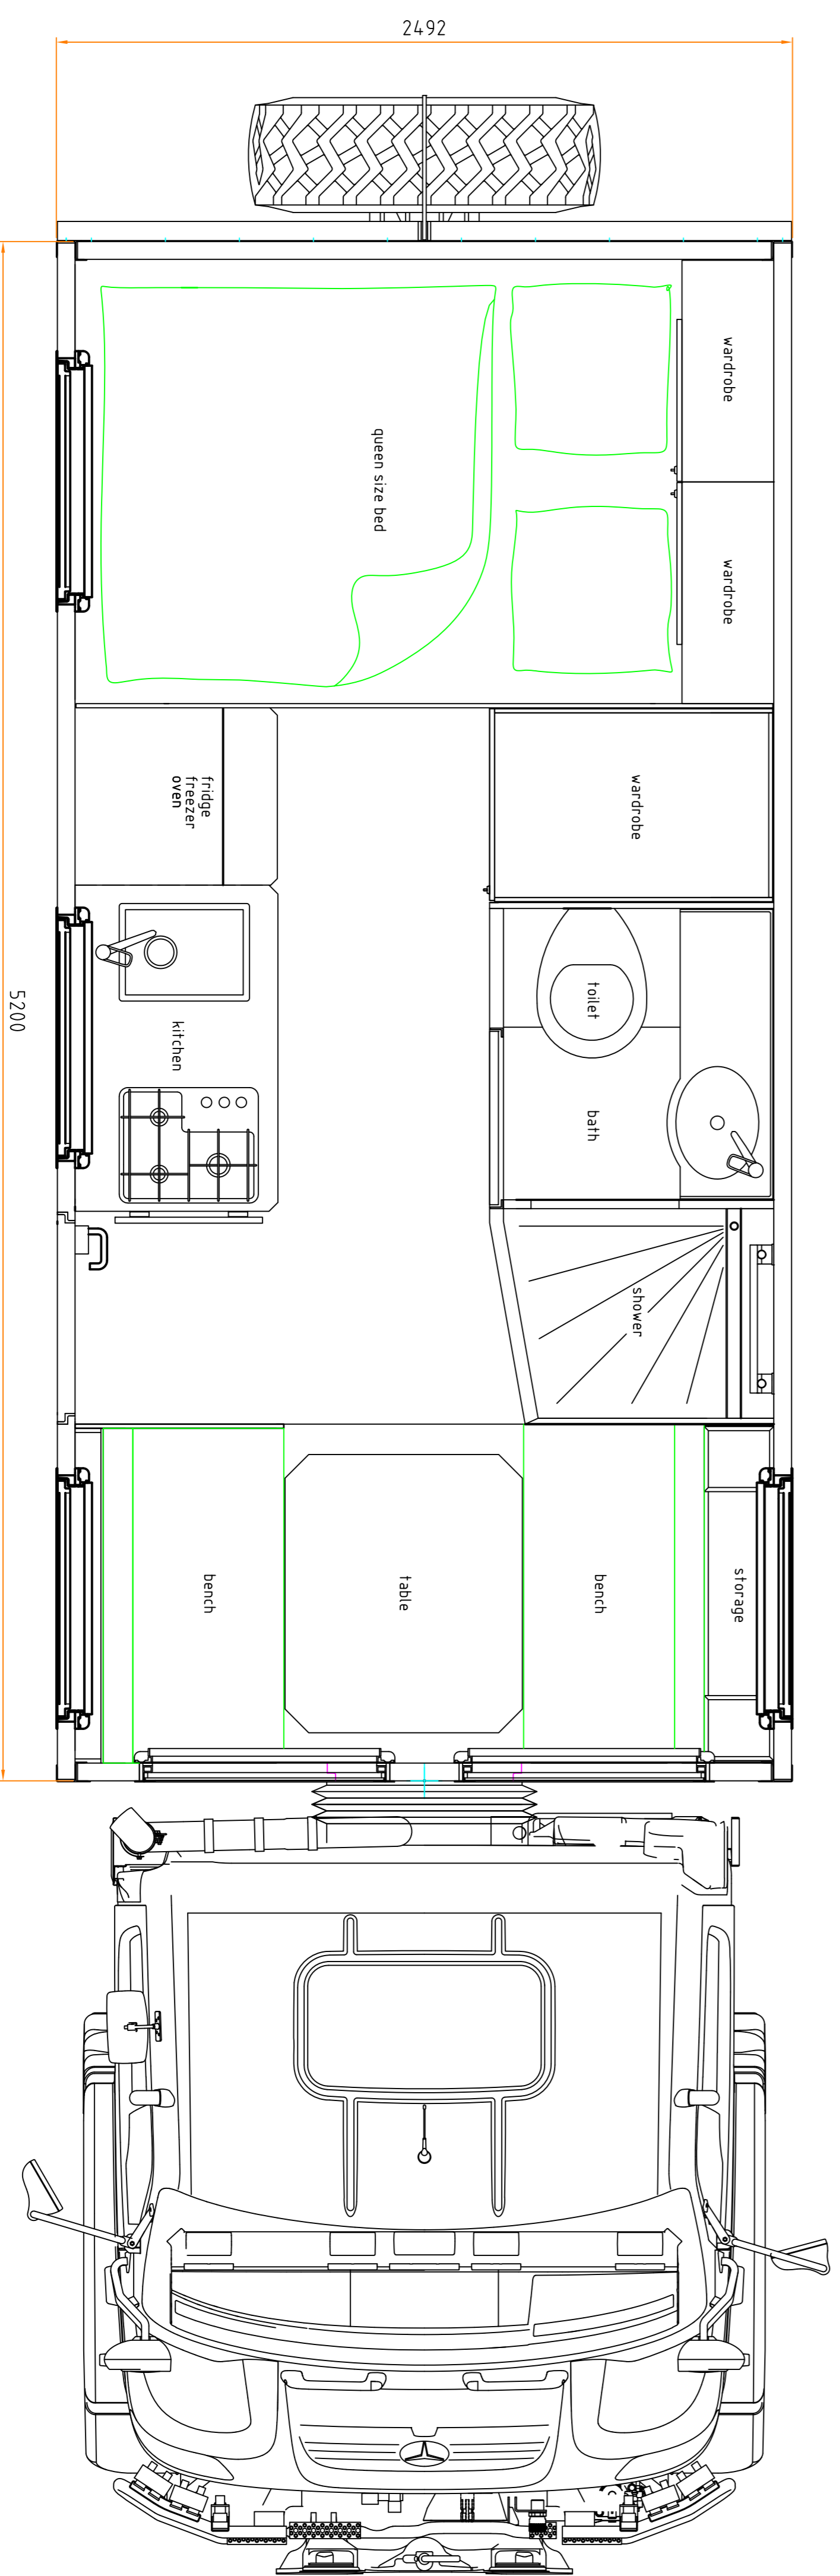 2492
wardrobe
queen size bed
wardrobe
wardrobe
fridge
freezer
oven
toilet
kitchen
bath
5200
shower
storage
bench
table
bench